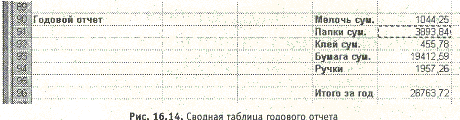 89
90 Годовой отчет Мелочь сум. 1044,25
91 Папки сум. 3893,84
92 Клей сум. 455,78
93 Бумага сум. 19412,59
94 Ручки 1957,26
95
96 Итого за год 26763,72
Рис. 16.14. Сводная таблица годового отчета